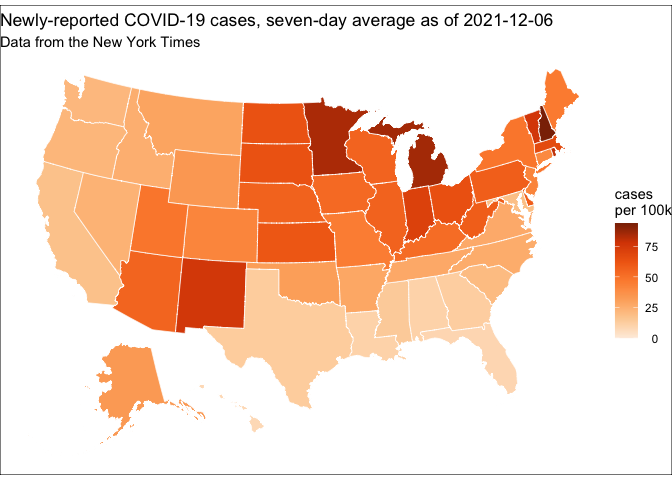 Newly-reported COVID-19 cases, seven-day average as of 2021-12-06
Data from the New York Times
cases
per 100k
75
50
25
0